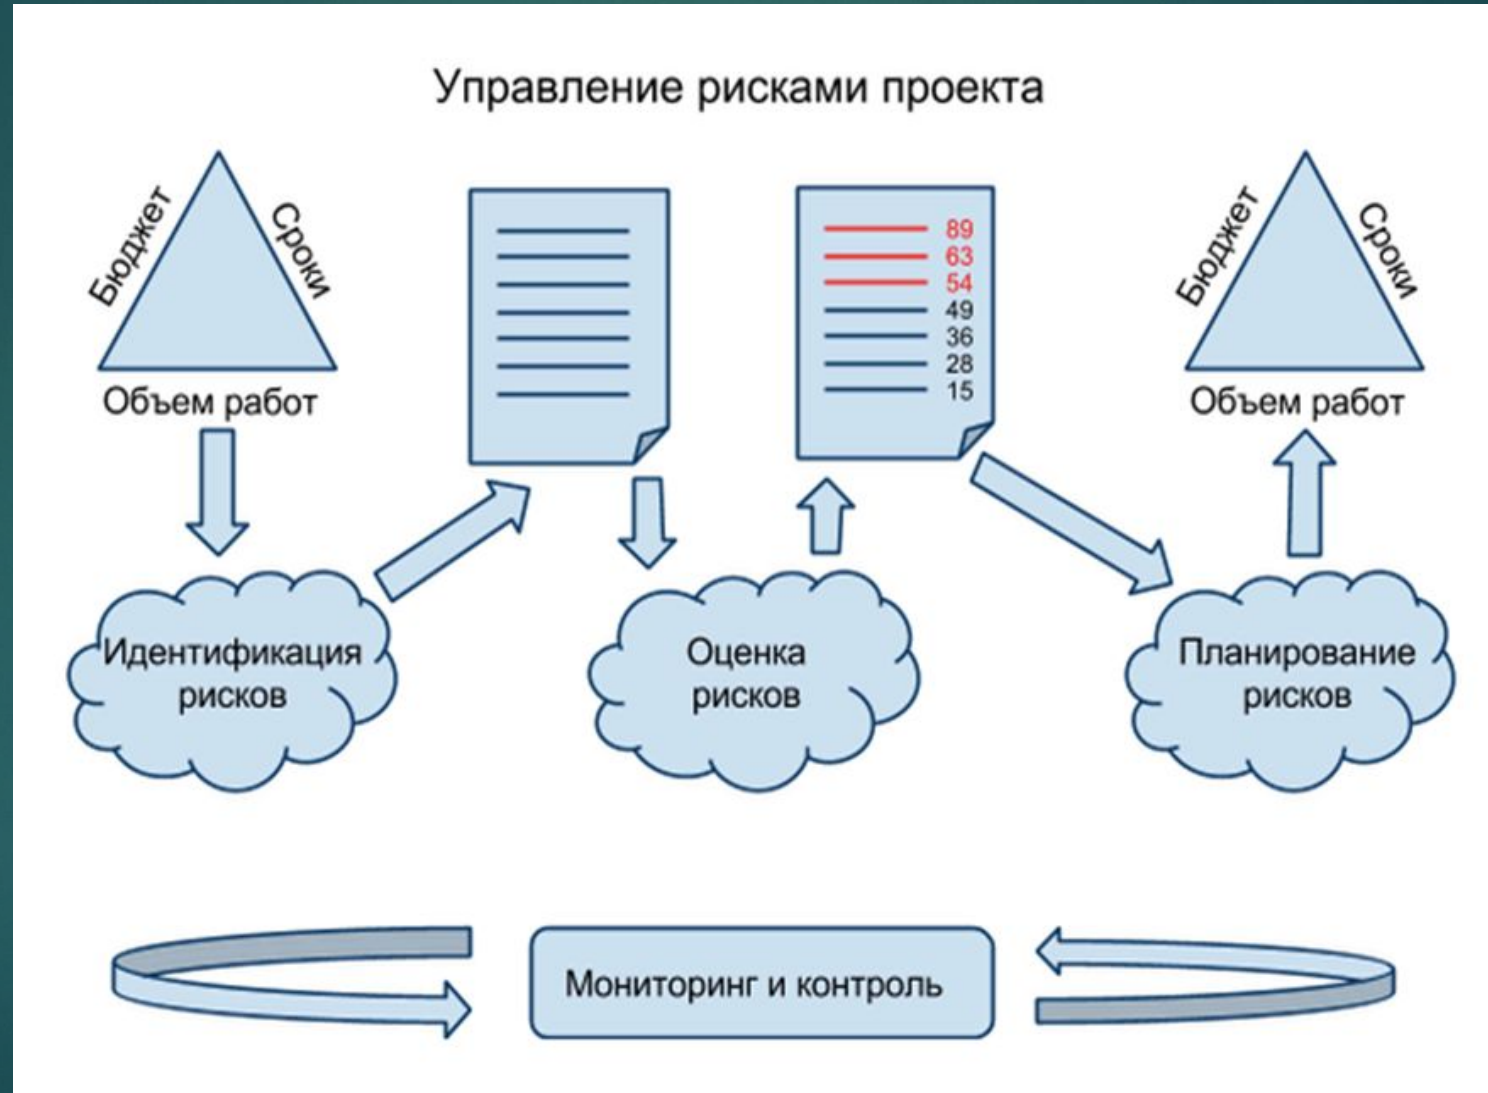 Управление рисками проекта
Бюджет
Сроки
Объем работ
89
63
54
49
36
28
15
Бюджет
Сроки
Объем работ
Идентификация
рисков
Оценка
рисков
Планирование
рисков
Мониторинг и контроль